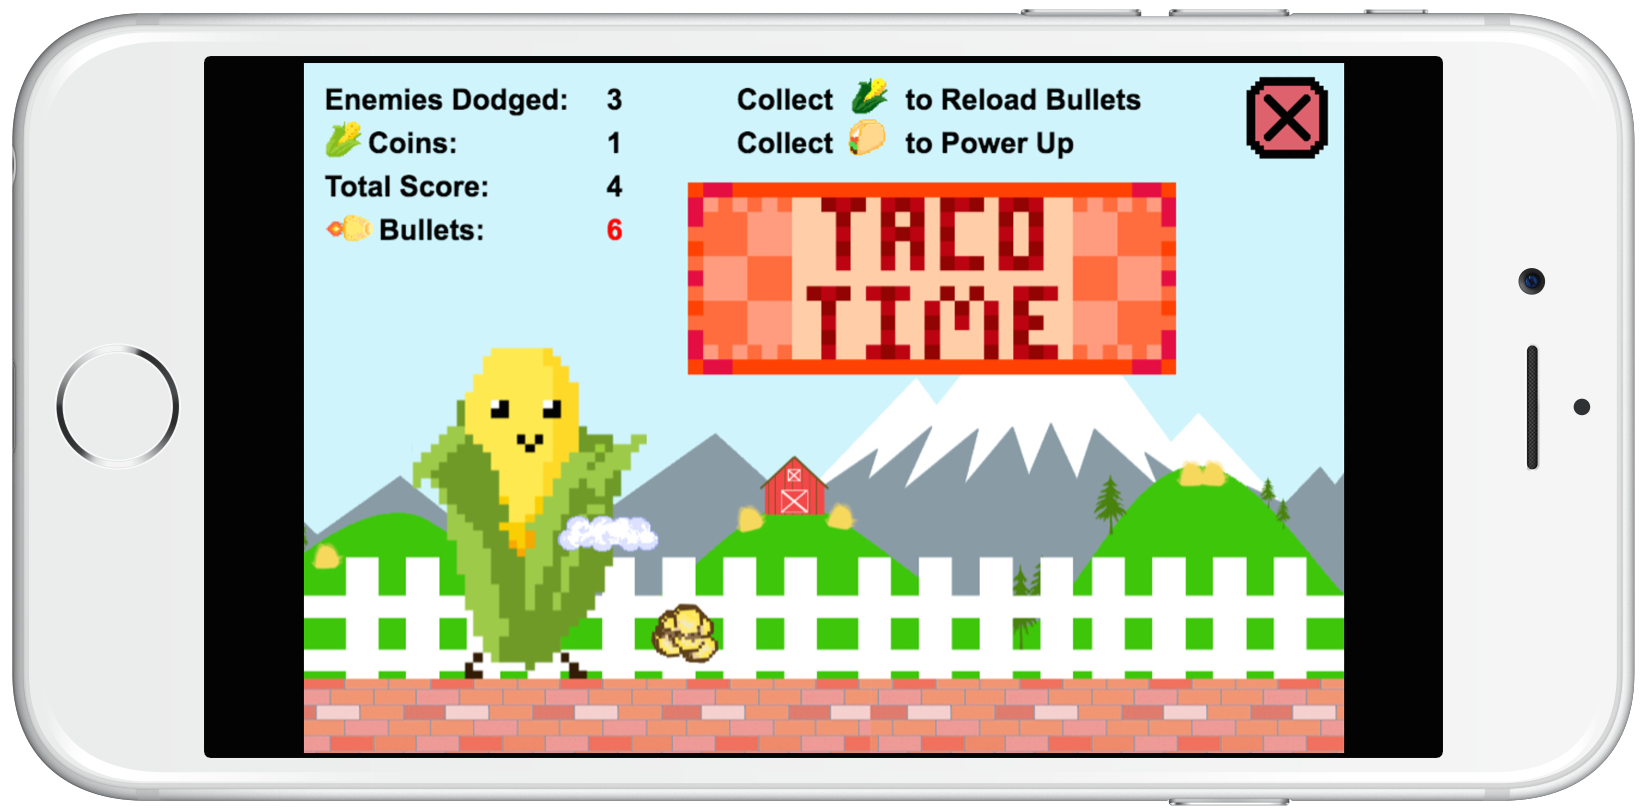 Enemies Dodged: 3
Coins: 1
Total Score: 4
Bullets: 6
Collect to Reload Bullets
Collect to Power Up
TACO
TIME